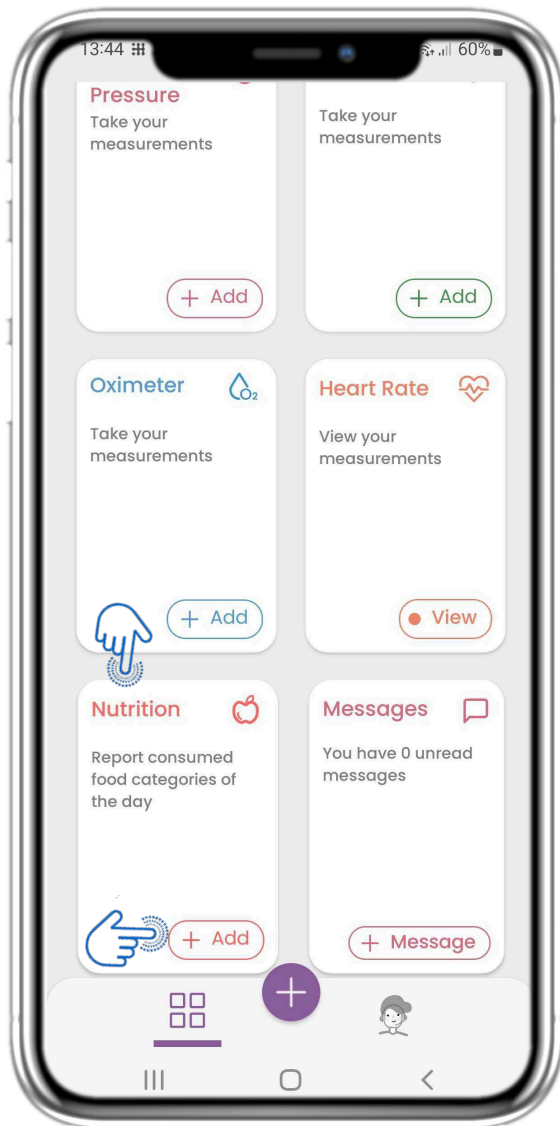 13:44 60%
Pressure
Take your
measurements
Take your
measurements
+ Add
+ Add
Oximeter O₂
Heart Rate
Take your
measurements
View your
measurements
+ Add
View
Nutrition
Messages
Report consumed
food categories of
the day
You have 0 unread
messages
+ Add
+ Message